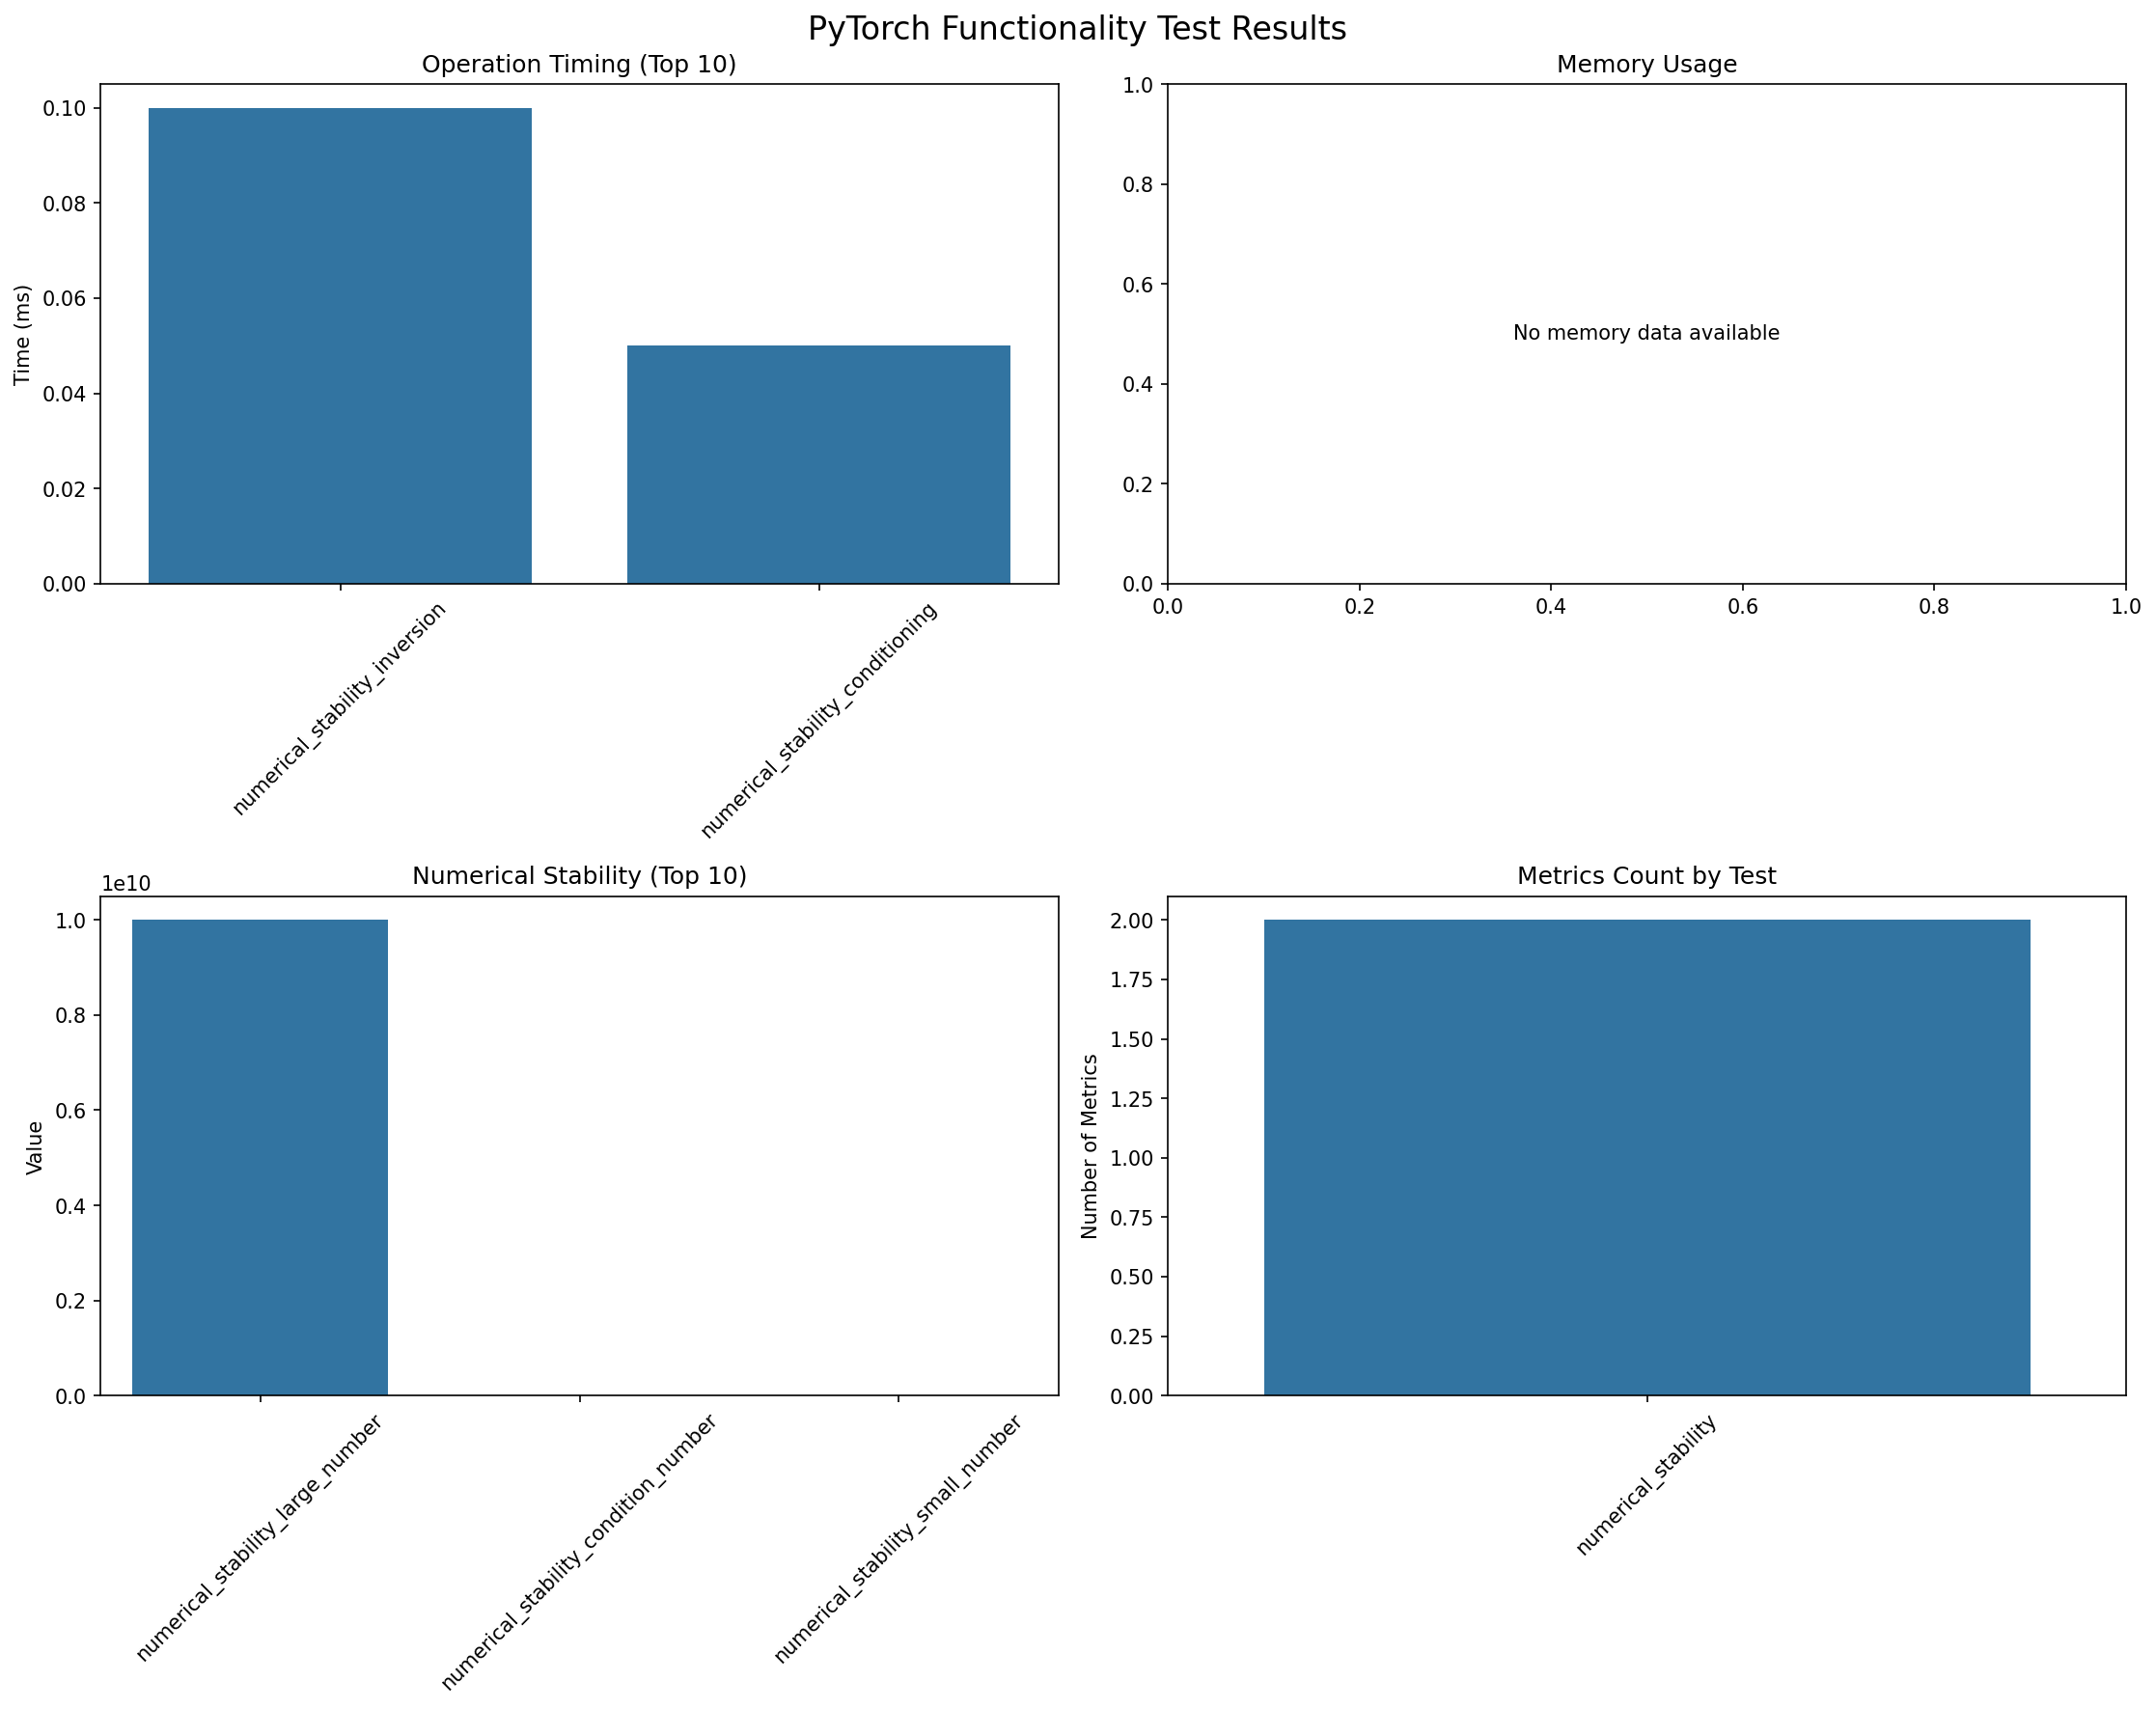 PyTorch Functionality Test Results
Operation Timing (Top 10)
Time (ms)
0.10
0.08
0.06
0.04
0.02
0.00
numerical_stability_inversion
numerical_stability_conditioning
Memory Usage
1.0
0.8
0.6
0.4
0.2
0.0
No memory data available
0.0 0.2 0.4 0.6 0.8 1.0
Numerical Stability (Top 10)
1e10
Value
1.0
0.8
0.6
0.4
0.2
0.0
numerical_stability_large_number
numerical_stability_condition_number
numerical_stability_small_number
Metrics Count by Test
Number of Metrics
2.00
1.75
1.50
1.25
1.00
0.75
0.50
0.25
0.00
numerical_stability